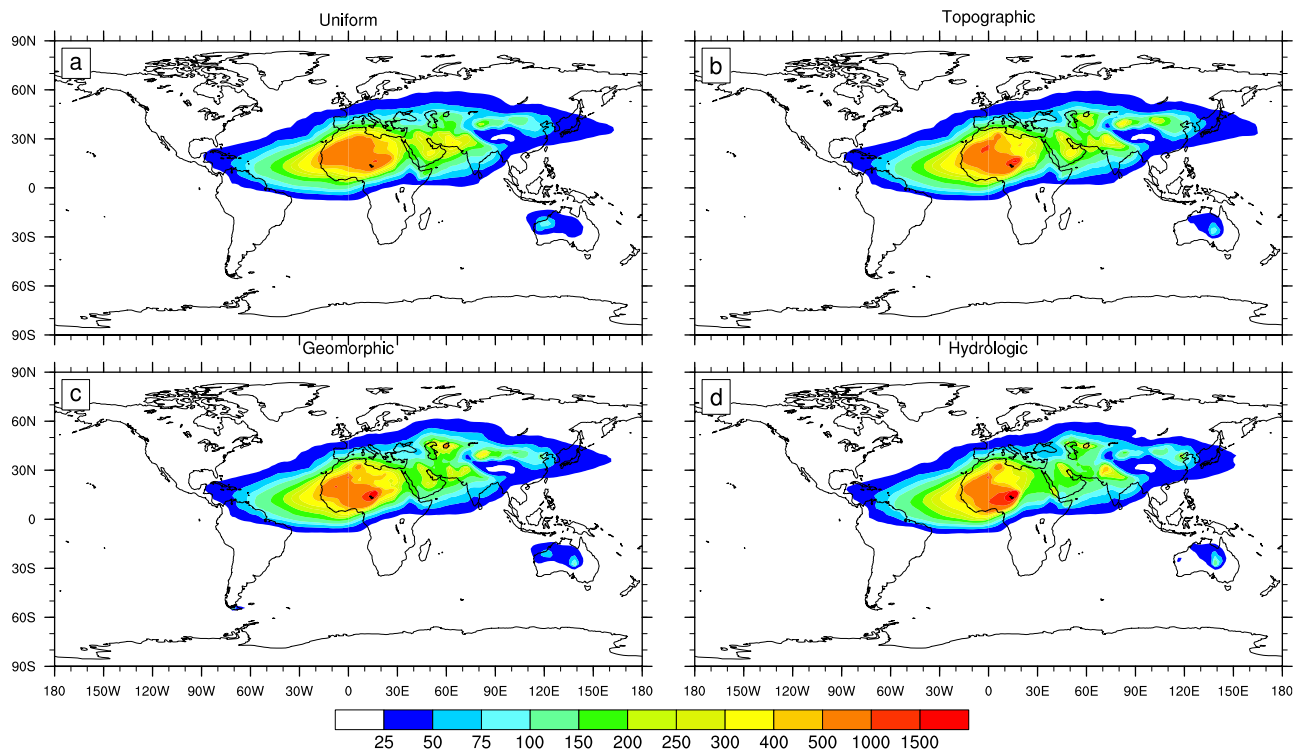 Uniform Topographic
90N
a b
60N
30N
0
30S
60S
90S
Geomorphic Hydrologic
90N
c d
60N
30N
0
30S
60S
90S
180 150W 120W 90W 60W 30W 0 30E 60E 90E 120E 150E 180 180 150W 120W 90W 60W 30W 0 30E 60E 90E 120E 150E 180
25 50 75 100 150 200 250 300 400 500 1000 1500